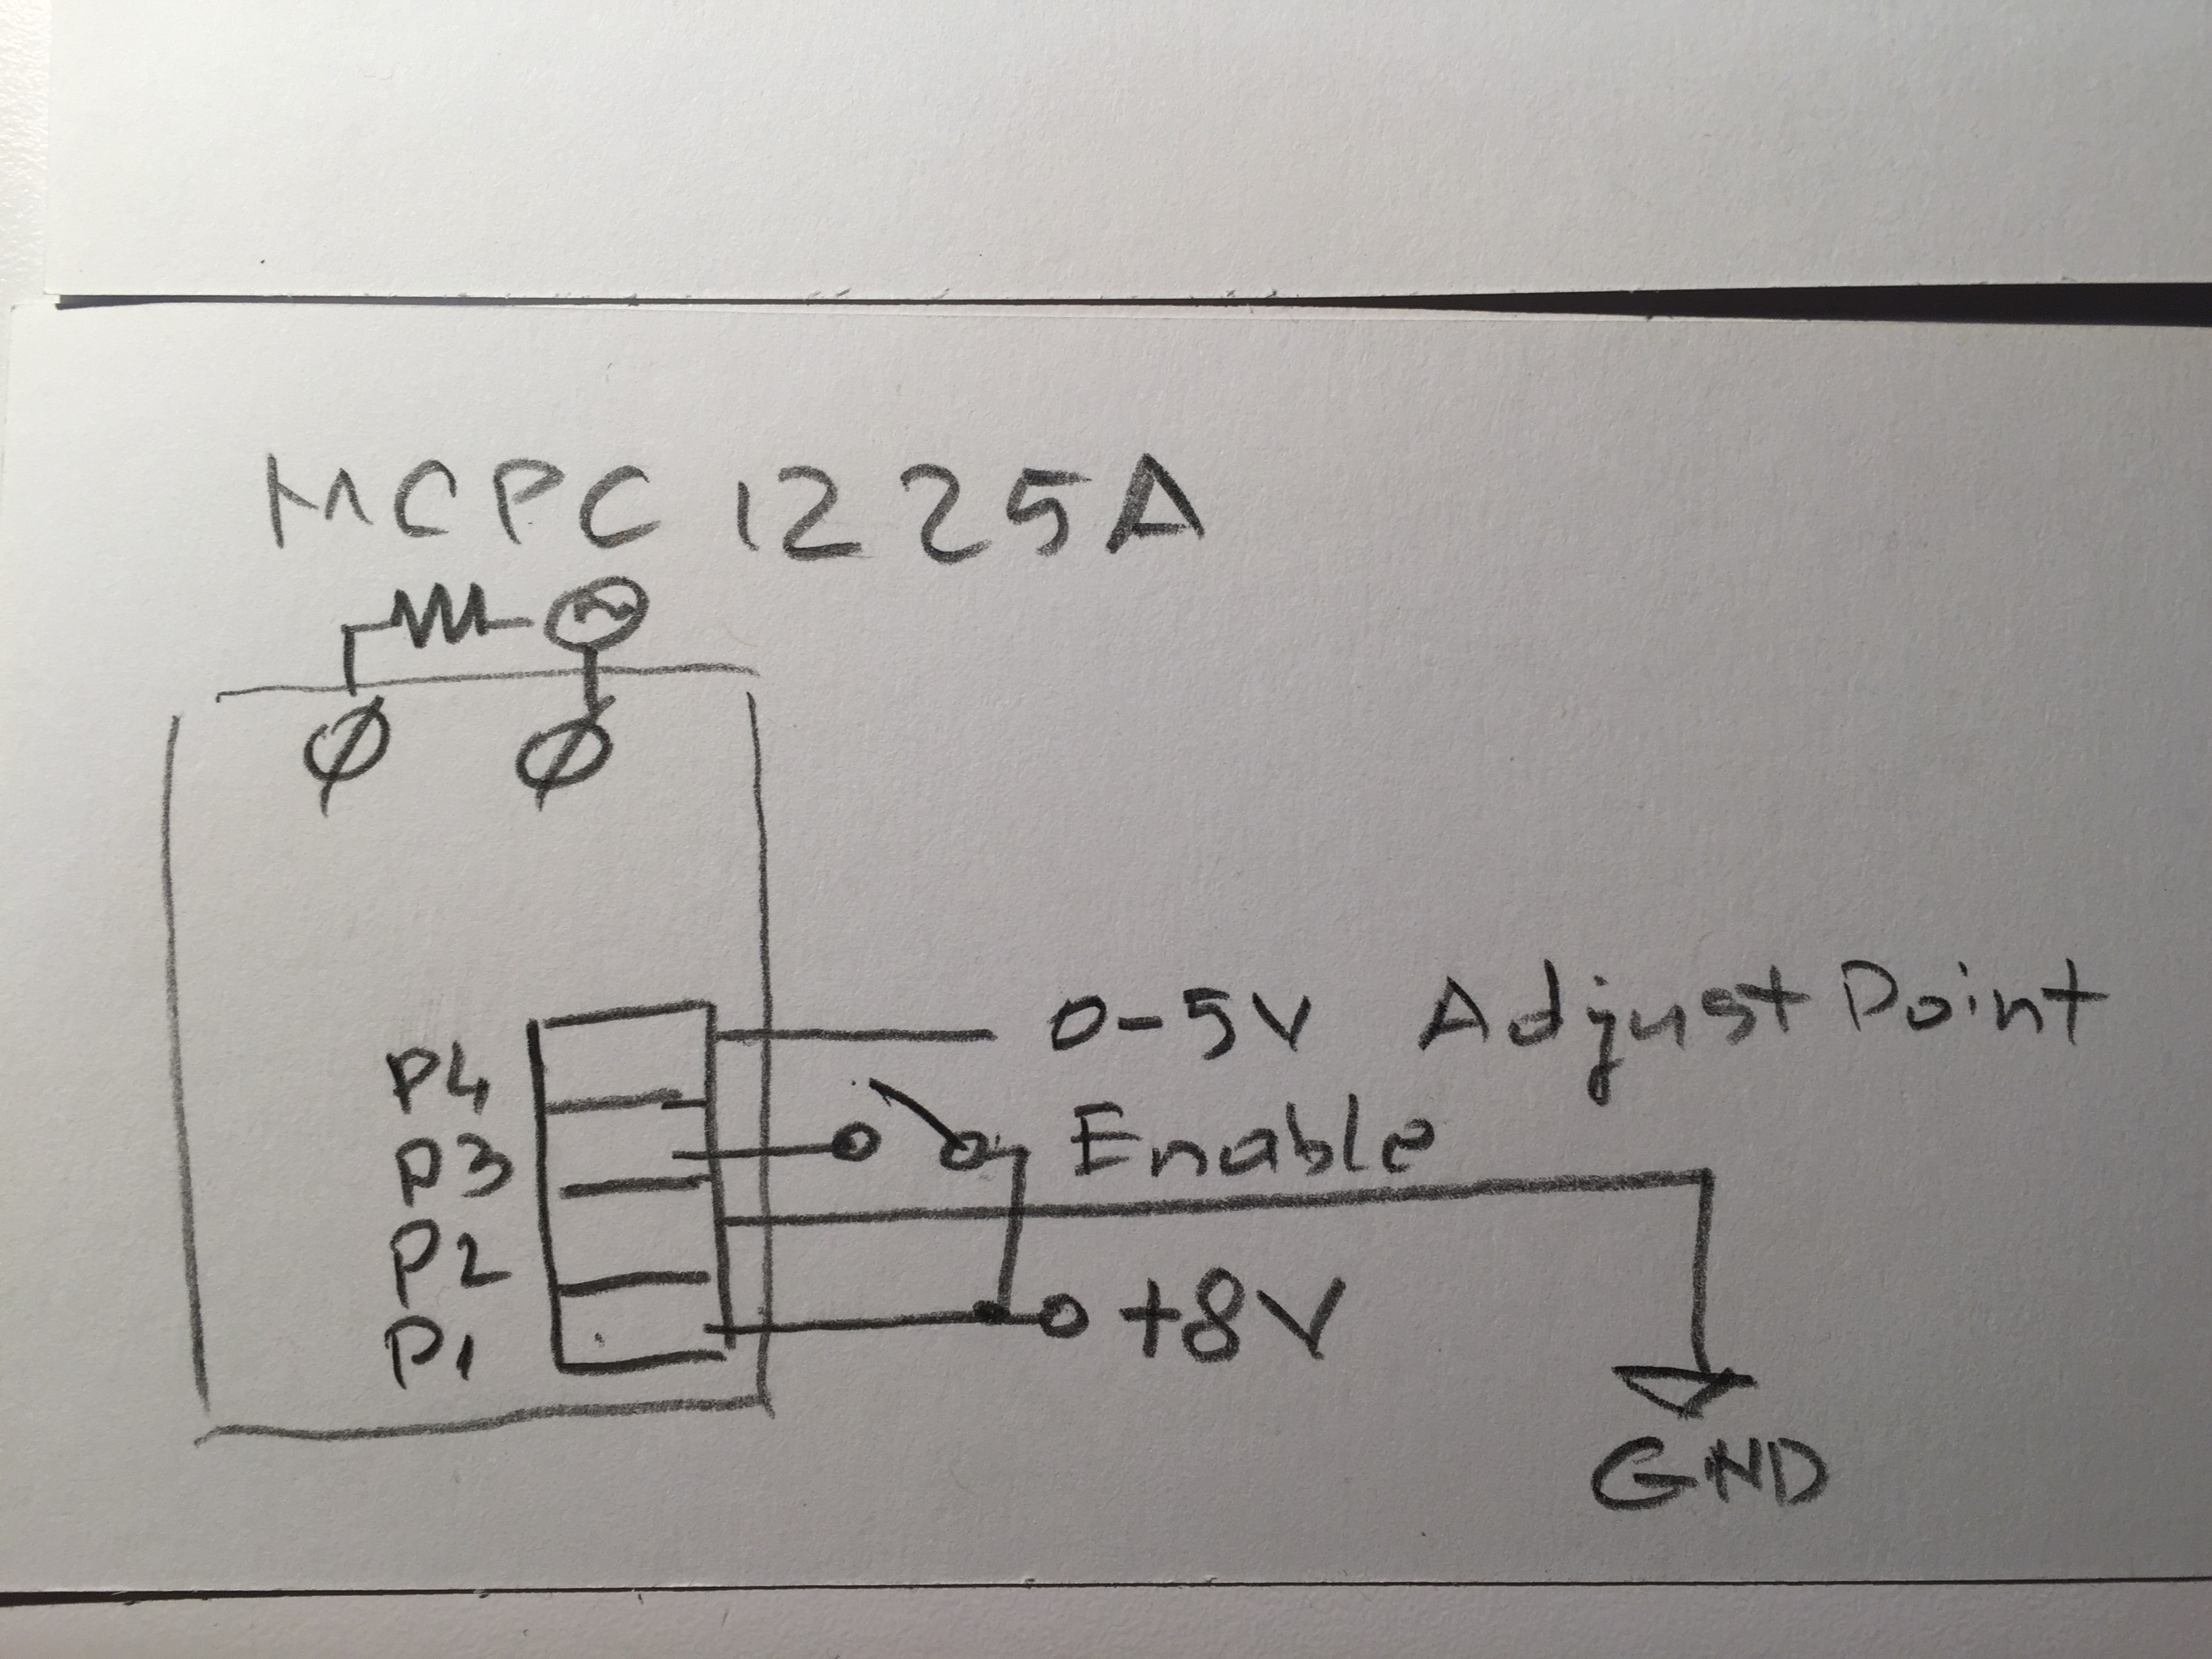 MCPC 1225A
P4 0-5V Adjust Point
P3 Enable
P2
P1 +8V
GND